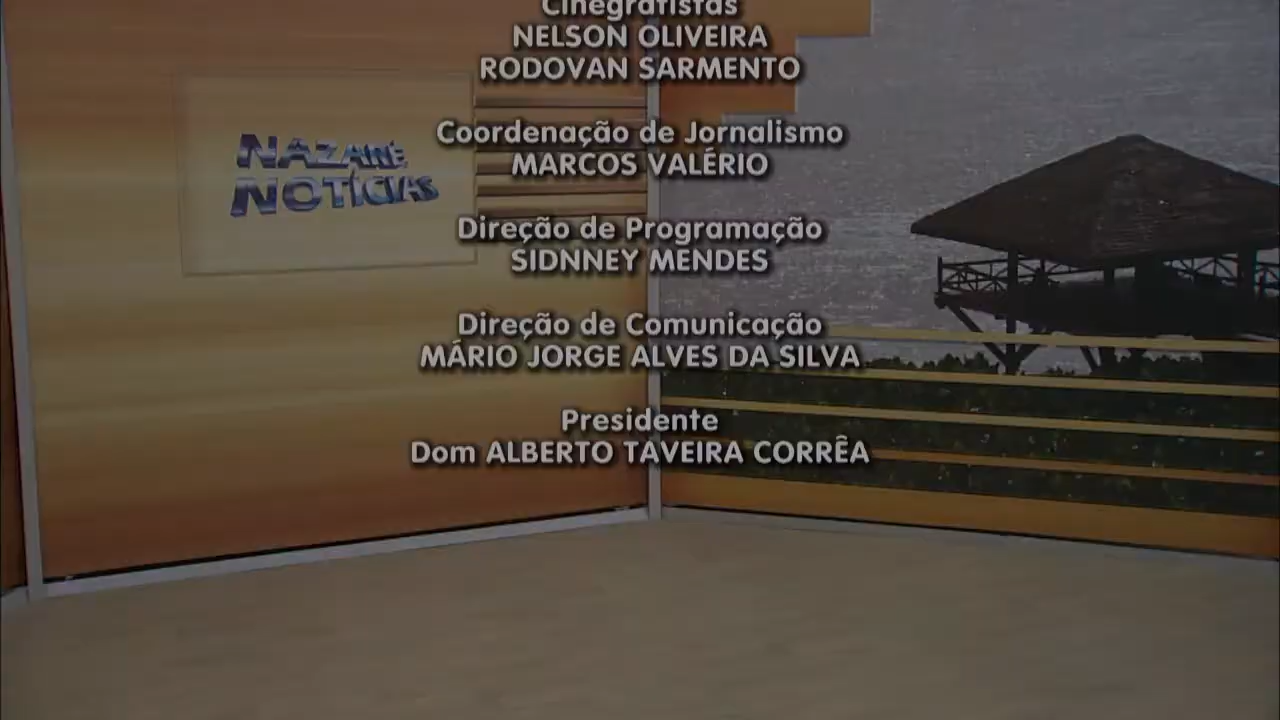 Cinegrafistas
NELSON OLIVEIRA
RODOVAN SARMENTO
Coordenação de Jornalismo
MARCOS VALÉRIO
Direção de Programação
SIDNNEY MENDES
Direção de Comunicação
MÁRIO JORGE ALVES DA SILVA
Presidente
Dom ALBERTO TAVEIRA CORRÊA
NAZARÉ
NOTÍCIAS